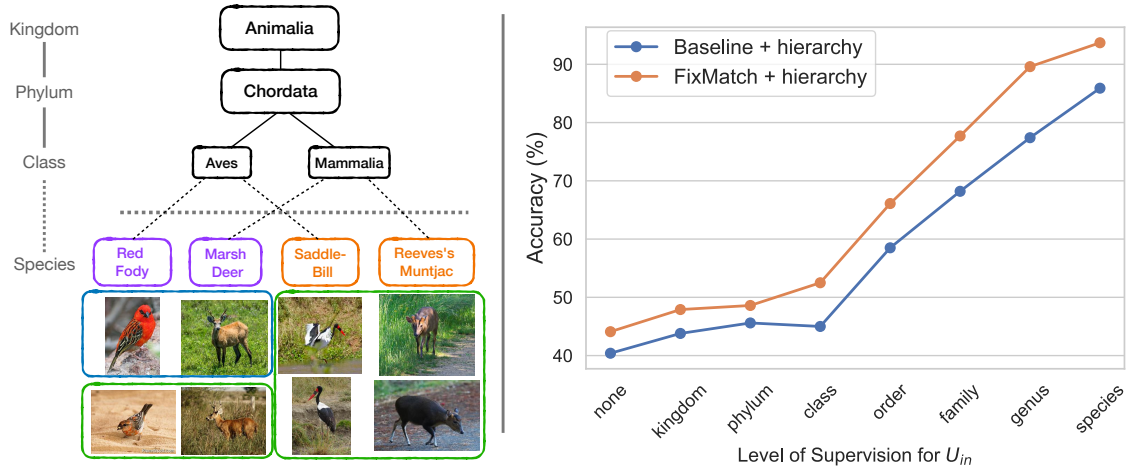 Kingdom
Phylum
Class
Species
Animalia
Chordata
Aves
Mammalia
Red
Fody
Marsh
Deer
Saddle-
Bill
Reeves's
Muntjac
Baseline + hierarchy
FixMatch + hierarchy
Accuracy (%)
90
80
70
60
50
40
none
kingdom
phylum
class
order
family
genus
species
Level of Supervision for U_in